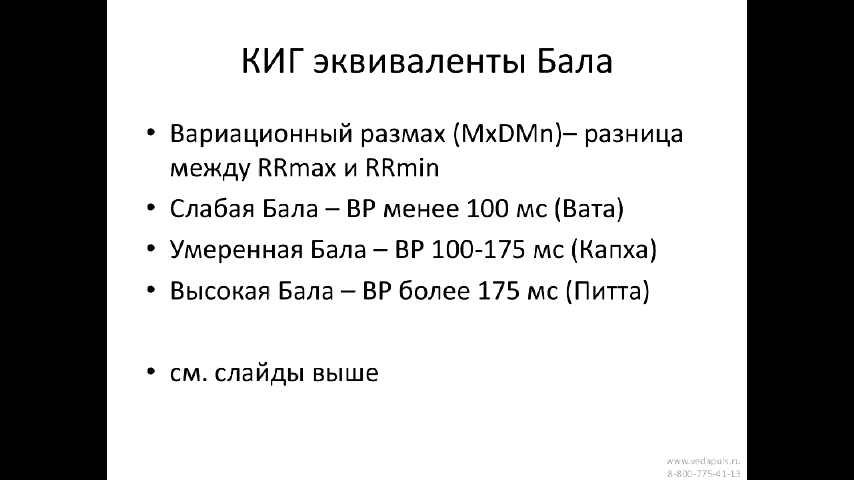 КИГ эквиваленты Бала
• Вариационный размах (MxDMn)– разница
между RRmax и RRmin
• Слабая Бала – ВР менее 100 мс (Вата)
• Умеренная Бала – ВР 100-175 мс (Капха)
• Высокая Бала – ВР более 175 мс (Питта)
• см. слайды выше
www.vedapuls.ru
8-800-775-41-13